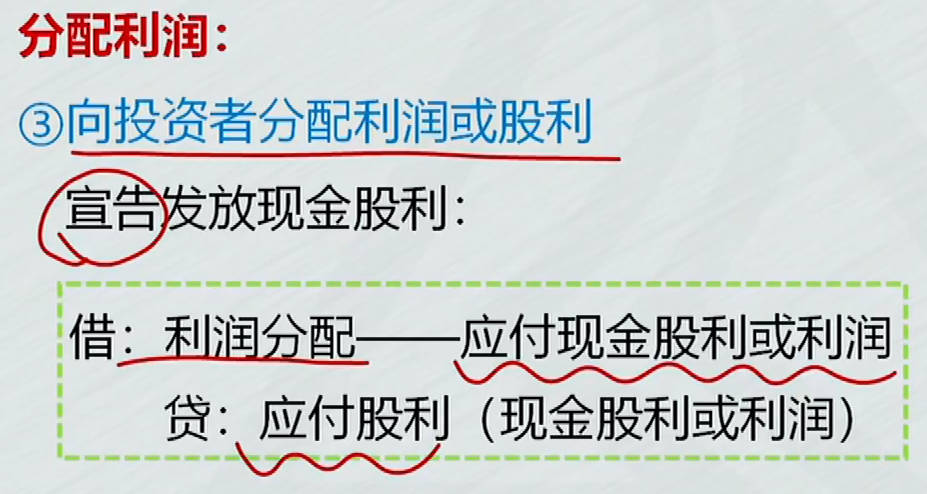 分配利润：
③向投资者分配利润或股利
宣告发放现金股利：
借：利润分配——应付现金股利或利润
贷：应付股利（现金股利或利润）